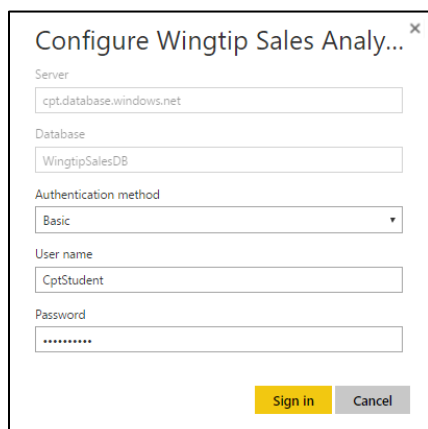 Configure Wingtip Sales Analy...
Server
cpt.database.windows.net
Database
WingtipSalesDB
Authentication method
Basic
User name
CptStudent
Password
••••••••••
Sign in Cancel